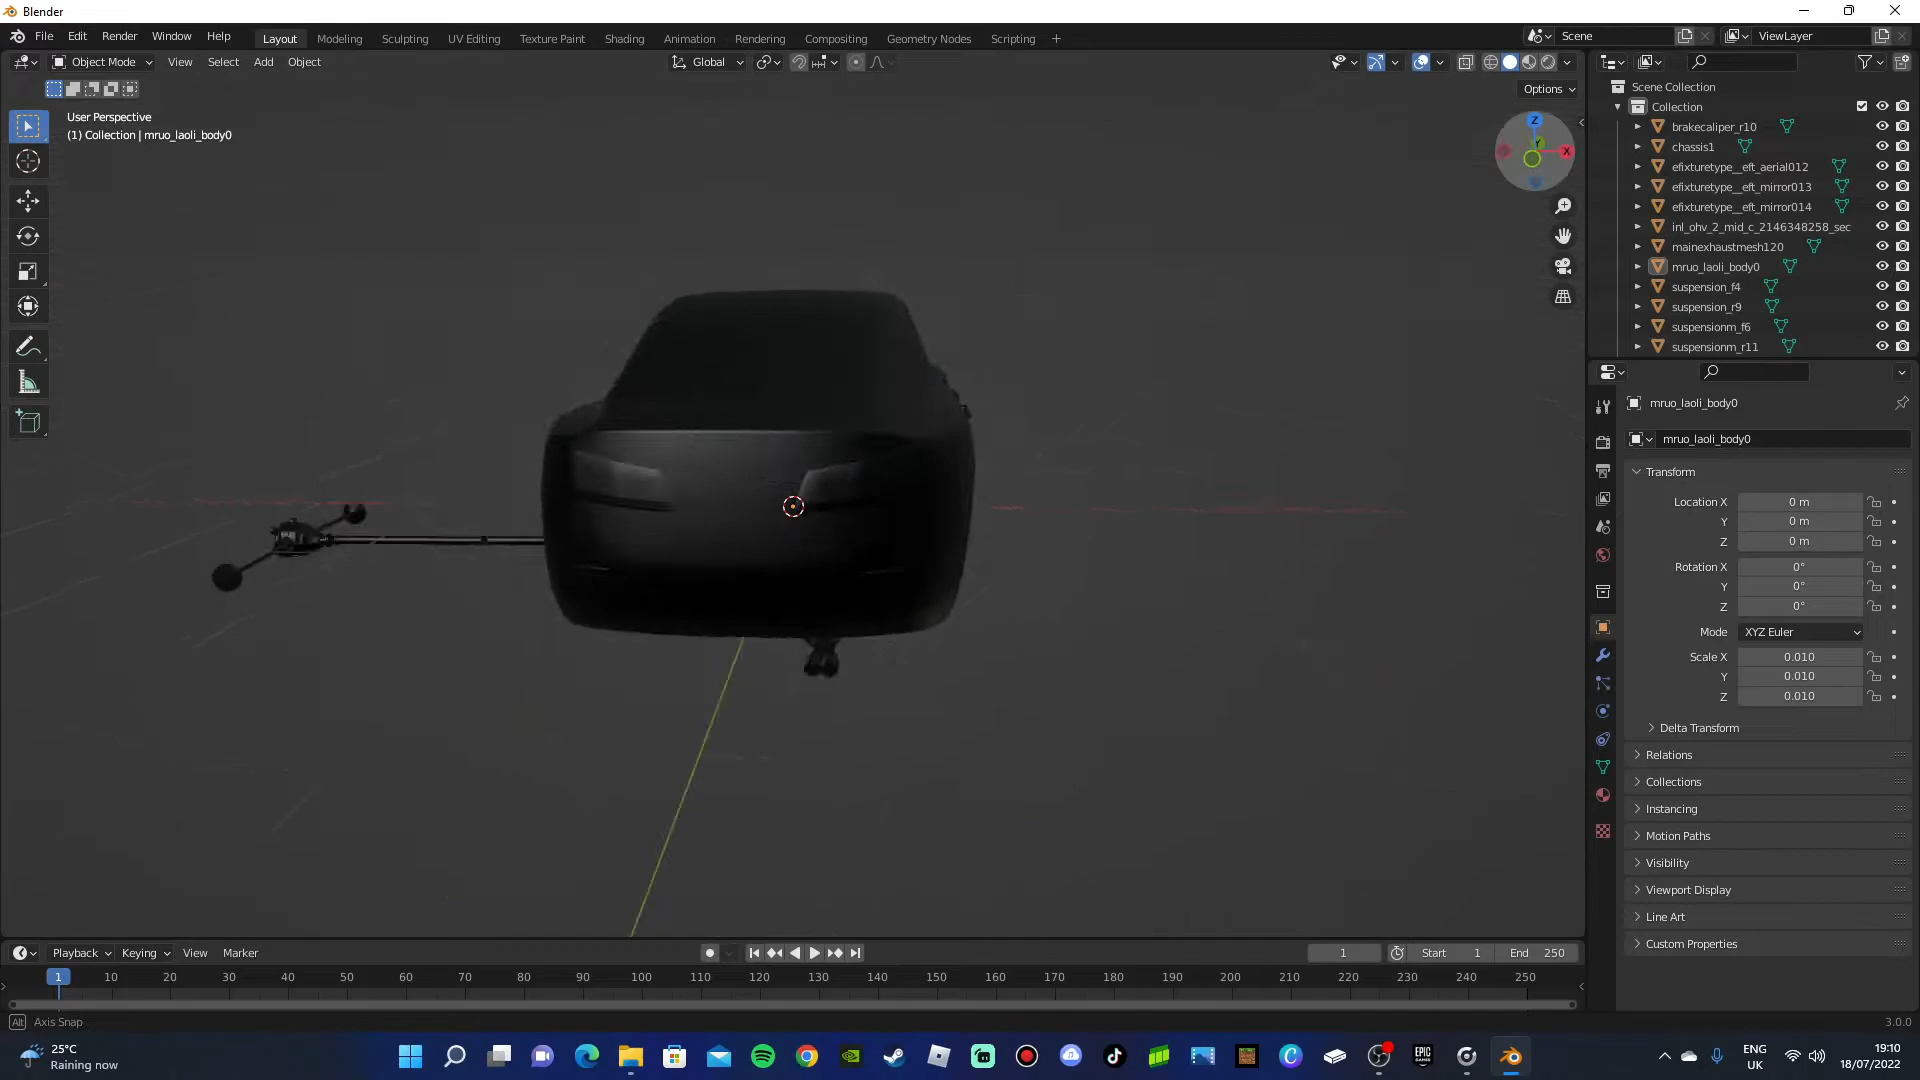 Blender
File Edit Render Window Help
Layout Modeling Sculpting UV Editing Texture Paint Shading Animation Rendering Compositing Geometry Nodes Scripting +
Scene
ViewLayer
Object Mode View Select Add Object
Global
Options
User Perspective
(1) Collection | mruo_laoli_body0
Z
Y
X
Scene Collection
Collection
brakecaliper_r10
chassis1
efixturetype__eft_aerial012
efixturetype__eft_mirror013
efixturetype__eft_mirror014
inl_ohv_2_mid_c_2146348258_sec
mainexhaustmesh120
mruo_laoli_body0
suspension_f4
suspension_r9
suspensionm_f6
suspensionm_r11
mruo_laoli_body0
mruo_laoli_body0
Transform
Location X 0 m
Y 0 m
Z 0 m
Rotation X 0°
Y 0°
Z 0°
Mode XYZ Euler
Scale X 0.010
Y 0.010
Z 0.010
Delta Transform
Relations
Collections
Instancing
Motion Paths
Visibility
Viewport Display
Line Art
Custom Properties
Playback Keying View Marker
1
Start 1
End 250
1 10 20 30 40 50 60 70 80 90 100 110 120 130 140 150 160 170 180 190 200 210 220 230 240 250
Alt Axis Snap
3.0.0
25°C
Raining now
EPIC
GAMES
ENG
UK
19:10
18/07/2022